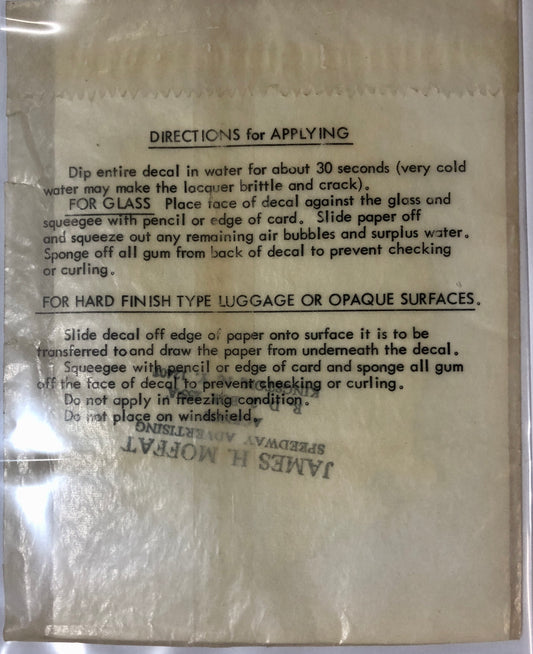 DIRECTIONS for APPLYING
Dip entire decal in water for about 30 seconds (very cold
water may make the lacquer brittle and crack).
FOR GLASS Place face of decal against the glass and
squeegee with pencil or edge of card. Slide paper off
and squeeze out any remaining air bubbles and surplus water.
Sponge off all gum from back of decal to prevent checking
or curling.
FOR HARD FINISH TYPE LUGGAGE OR OPAQUE SURFACES.
Slide decal off edge of paper onto surface it is to be
transferred to and draw the paper from underneath the decal.
Squeegee with pencil or edge of card and sponge all gum
off the face of decal to prevent checking or curling.
Do not apply in freezing condition.
Do not place on windshield.
JAMES H. MOFFAT
SPEEDWAY ADVERTISING
R. D.
KINGSTON